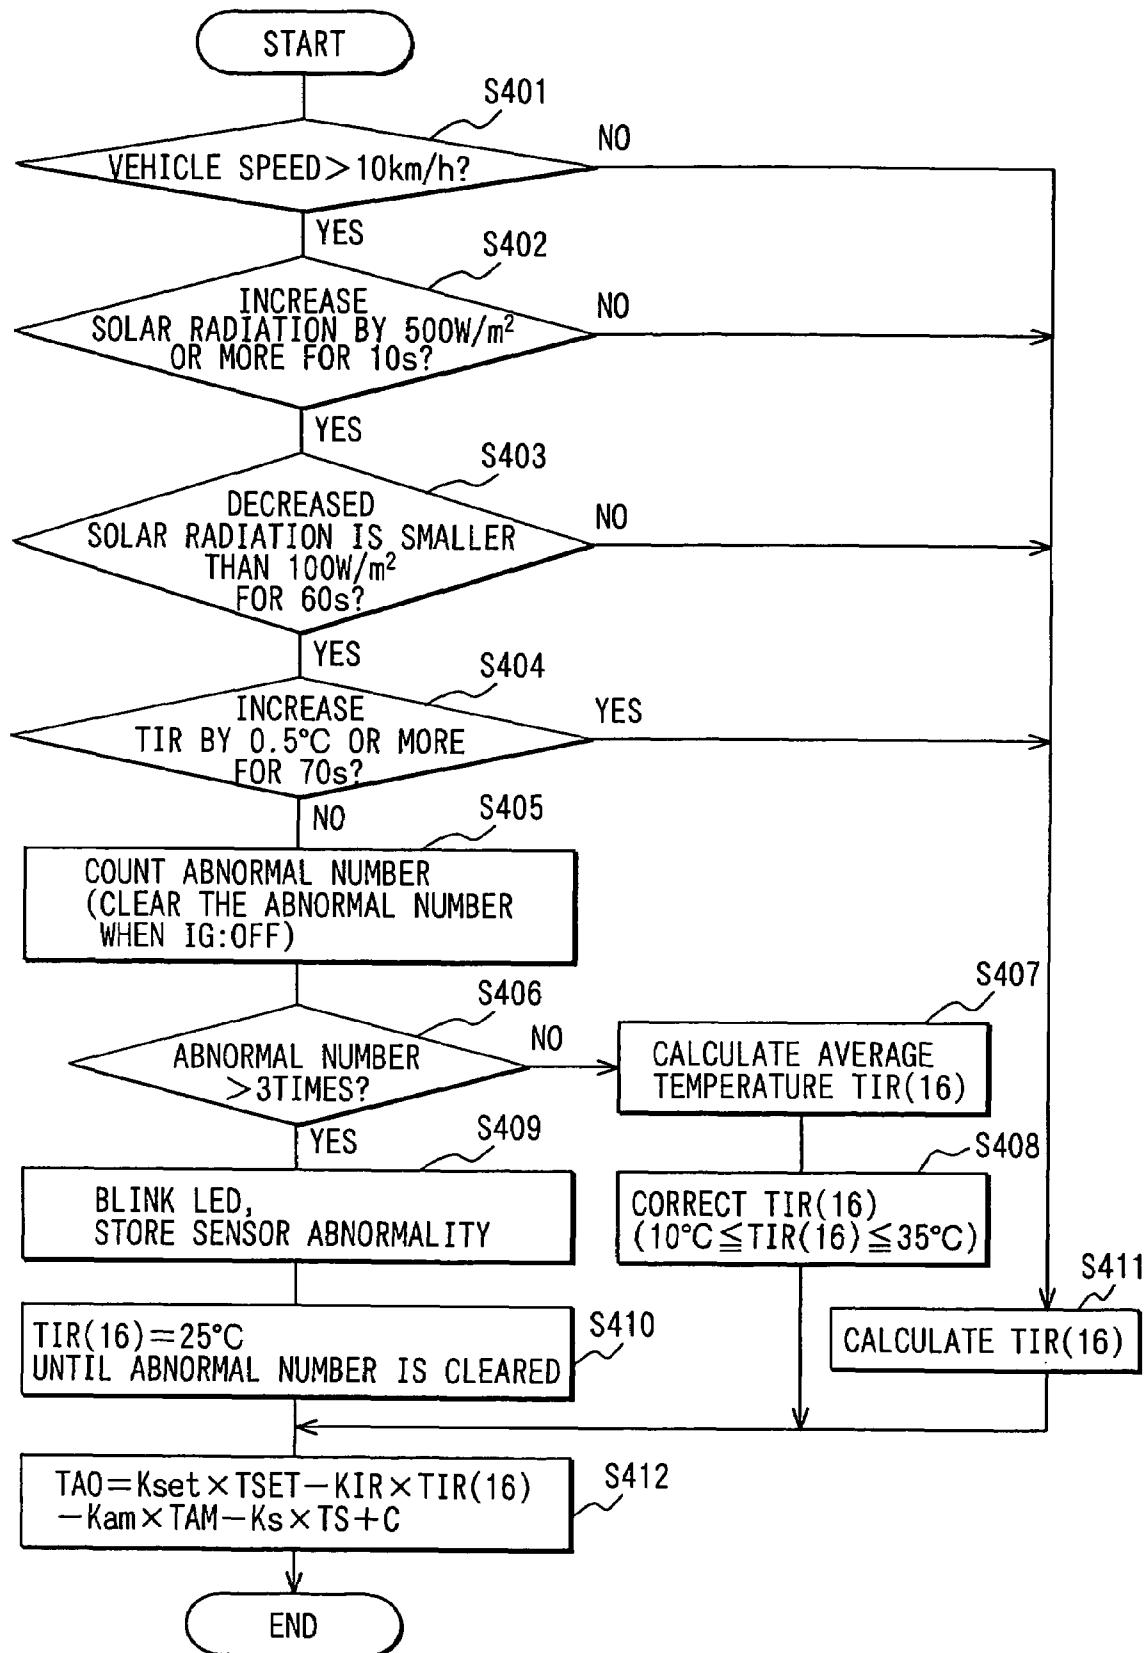 START
S401
VEHICLE SPEED>10km/h?
NO
YES
S402
INCREASE
SOLAR RADIATION BY 500W/m²
OR MORE FOR 10s?
NO
YES
S403
DECREASED
SOLAR RADIATION IS SMALLER
THAN 100W/m²
FOR 60s?
NO
YES
S404
INCREASE
TIR BY 0.5°C OR MORE
FOR 70s?
YES
NO
S405
COUNT ABNORMAL NUMBER
(CLEAR THE ABNORMAL NUMBER
WHEN IG:OFF)
S406
ABNORMAL NUMBER
>3TIMES?
NO
YES
S407
CALCULATE AVERAGE
TEMPERATURE TIR(16)
S408
CORRECT TIR(16)
(10°C≦TIR(16)≦35°C)
S409
BLINK LED,
STORE SENSOR ABNORMALITY
S410
TIR(16)=25°C
UNTIL ABNORMAL NUMBER IS CLEARED
S411
CALCULATE TIR(16)
S412
TAO=Kset×TSET−KIR×TIR(16)
−Kam×TAM−Ks×TS+C
END